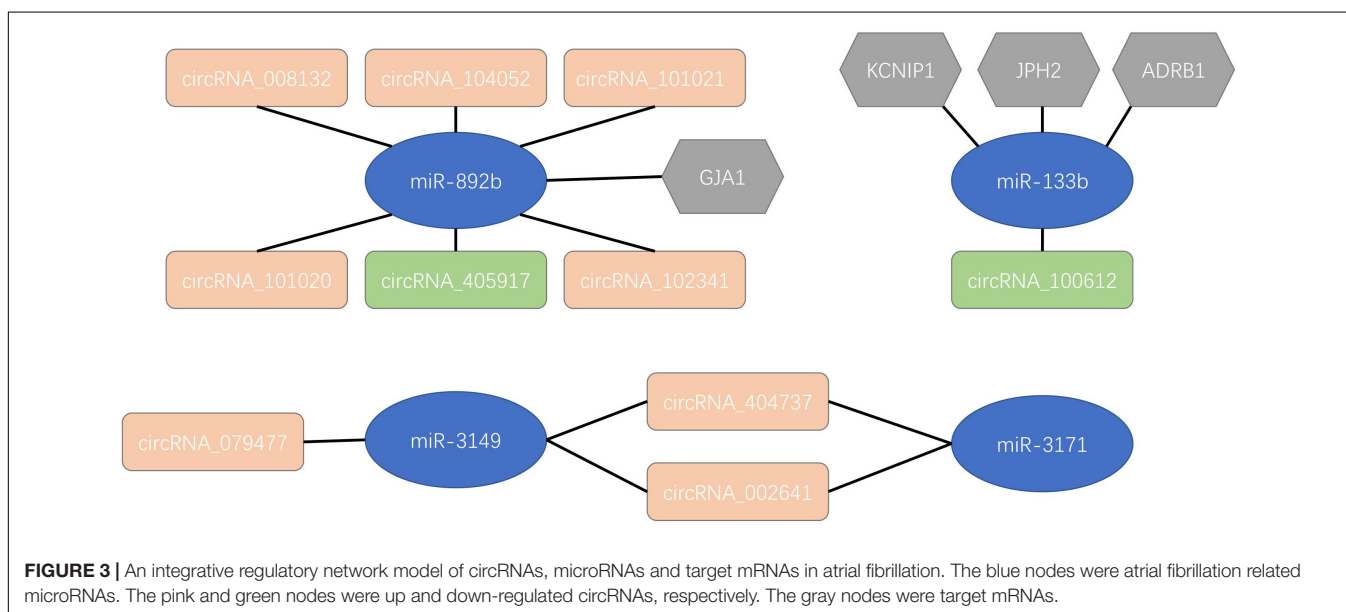 circRNA_008132
circRNA_104052
circRNA_101021
KCNIP1
JPH2
ADRB1
miR-892b
GJA1
miR-133b
circRNA_101020
circRNA_405917
circRNA_102341
circRNA_100612
circRNA_404737
circRNA_079477
miR-3149
miR-3171
circRNA_002641
FIGURE 3 | An integrative regulatory network model of circRNAs, microRNAs and target mRNAs in atrial fibrillation. The blue nodes were atrial fibrillation related
microRNAs. The pink and green nodes were up and down-regulated circRNAs, respectively. The gray nodes were target mRNAs.